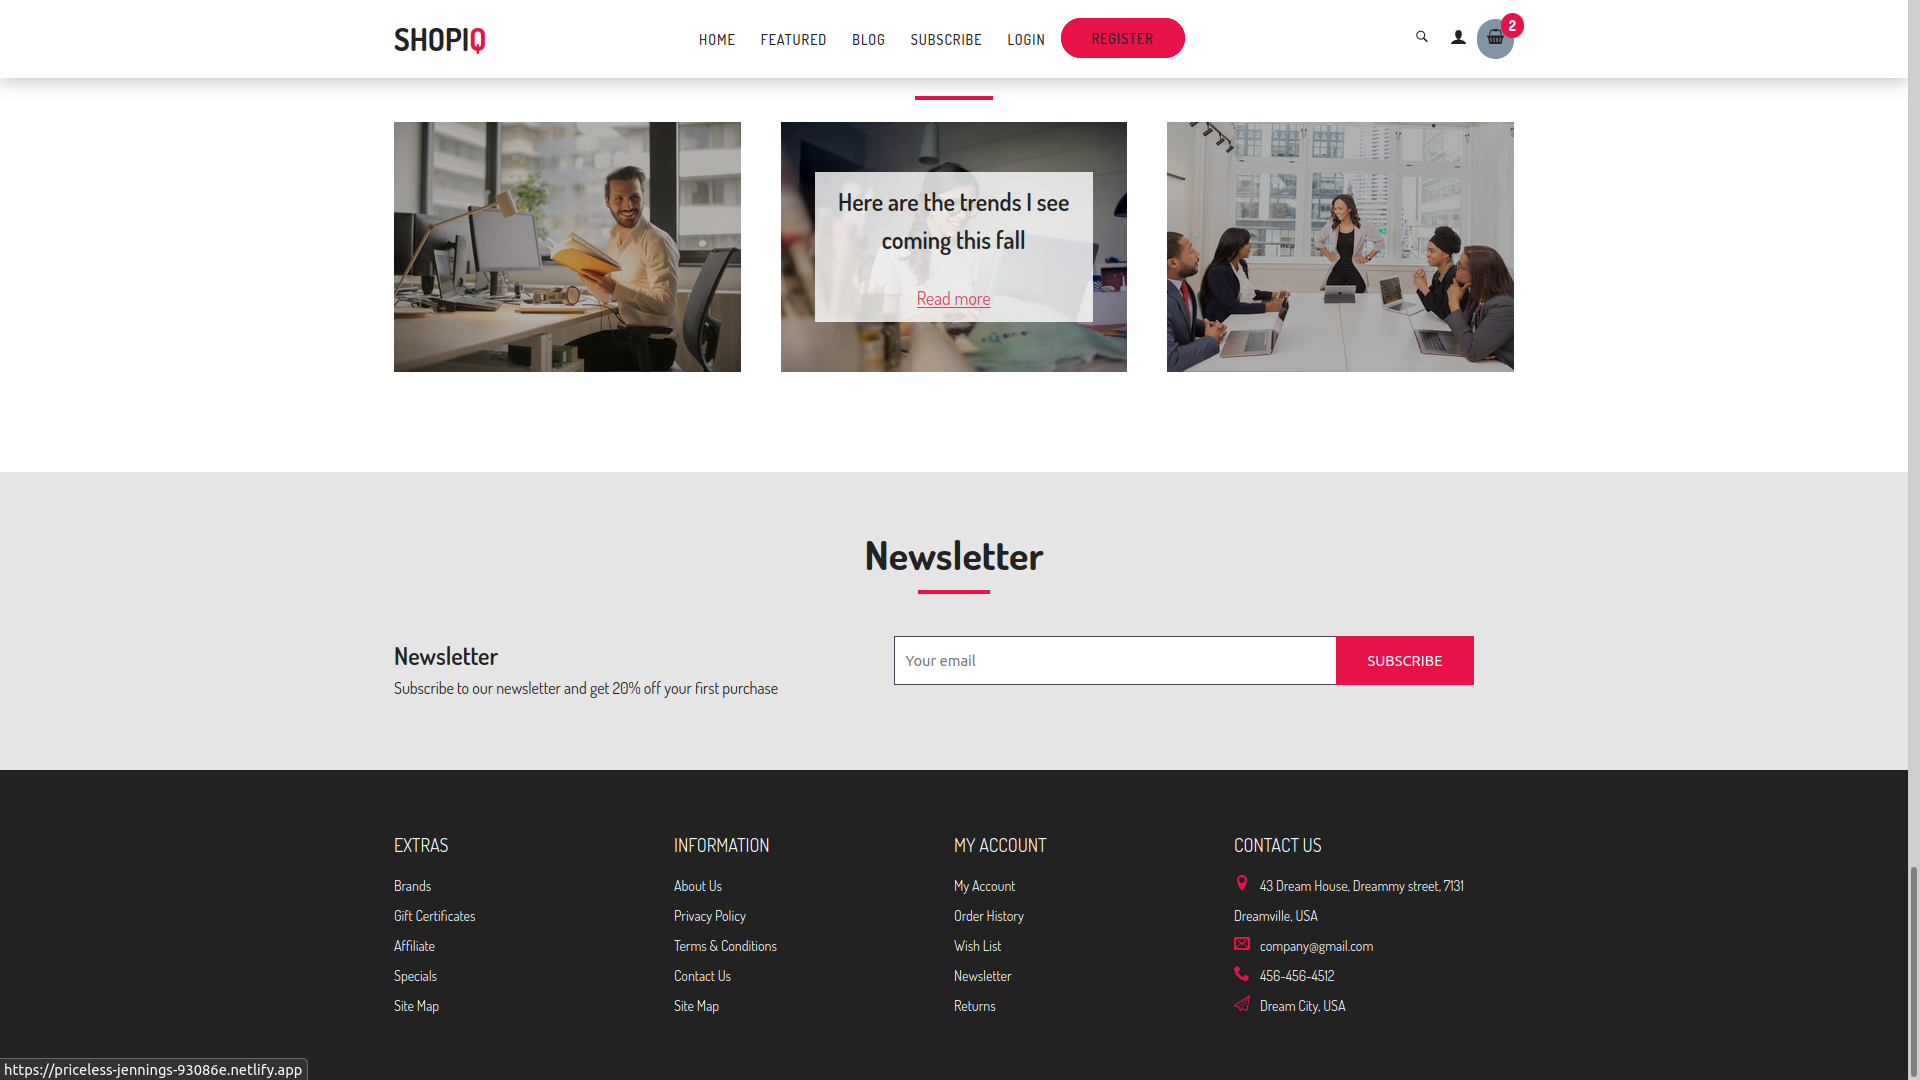 SHOPIQ
HOME FEATURED BLOG SUBSCRIBE LOGIN REGISTER
2
Here are the trends I see
coming this fall
Read more
Newsletter
Newsletter
Subscribe to our newsletter and get 20% off your first purchase
Your email
SUBSCRIBE
EXTRAS
Brands
Gift Certificates
Affiliate
Specials
Site Map
INFORMATION
About Us
Privacy Policy
Terms & Conditions
Contact Us
Site Map
MY ACCOUNT
My Account
Order History
Wish List
Newsletter
Returns
CONTACT US
43 Dream House, Dreammy street, 7131
Dreamville, USA
company@gmail.com
456-456-4512
Dream City, USA
https://priceless-jennings-93086e.netlify.app